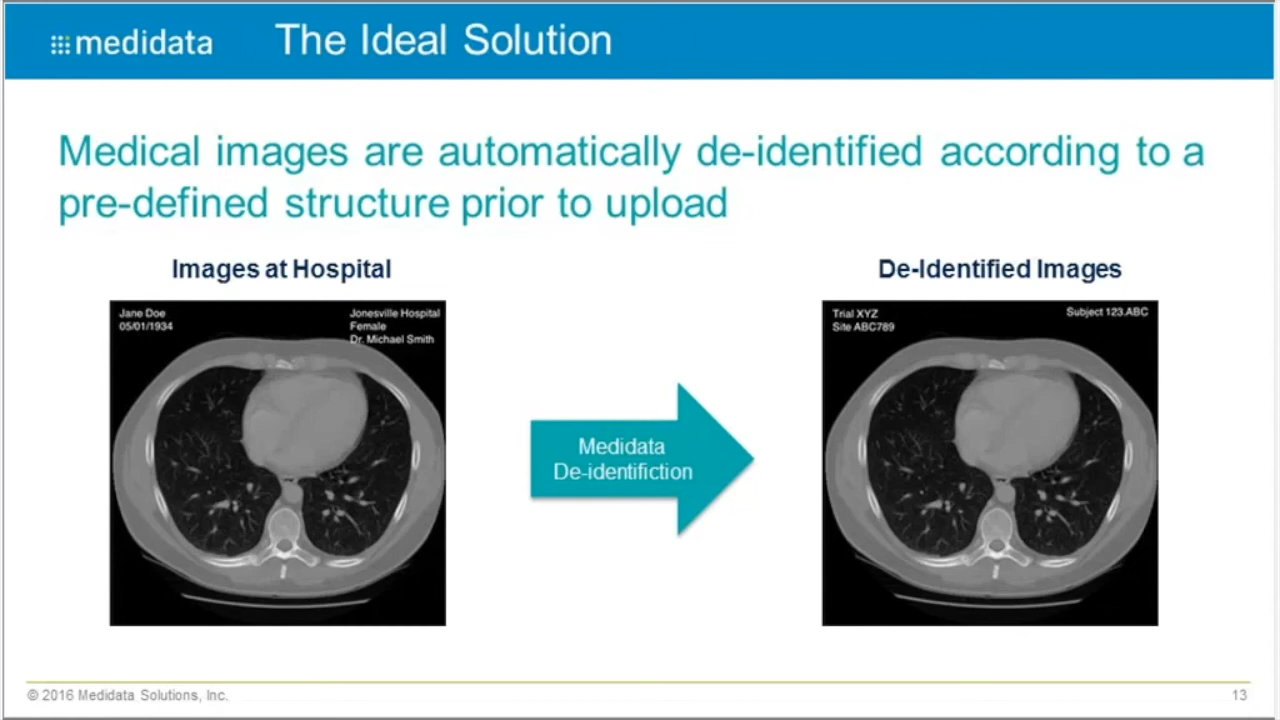 medidata
The Ideal Solution
Medical images are automatically de-identified according to a
pre-defined structure prior to upload
Images at Hospital
Jane Doe
05/01/1934
Jonesville Hospital
Female
Dr. Michael Smith
Medidata
De-identifiction
De-Identified Images
Trial XYZ
Site ABC789
Subject 123.ABC
© 2016 Medidata Solutions, Inc.
13